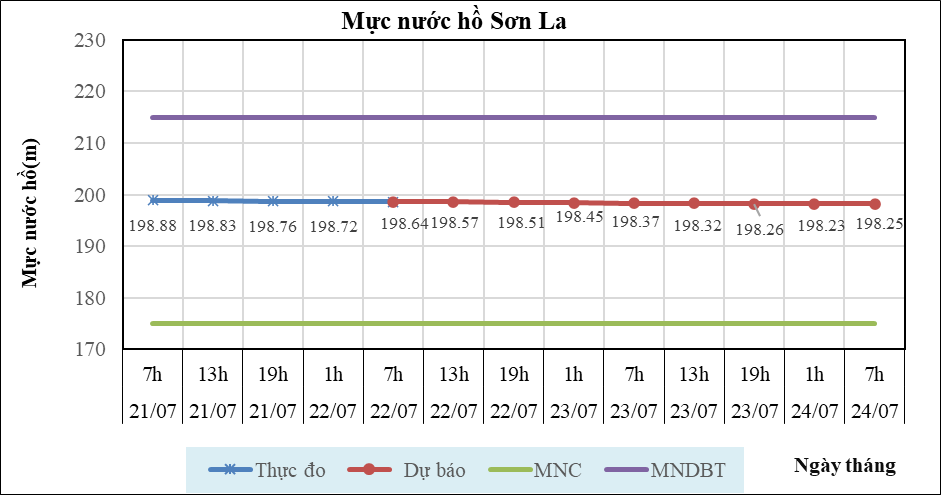 Mực nước hồ Sơn La
Mực nước hồ(m)
230
220
210
200
190
180
170
198.88 198.83 198.76 198.72 198.64 198.57 198.51 198.45 198.37 198.32 198.26 198.23 198.25
7h 13h 19h 1h 7h 13h 19h 1h 7h 13h 19h 1h 7h
21/07 21/07 21/07 22/07 22/07 22/07 22/07 23/07 23/07 23/07 23/07 24/07 24/07
Thực đo Dự báo MNC MNDBT
Ngày tháng